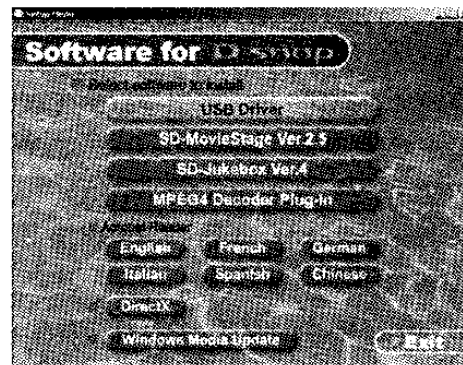 Software for D-snap
Select software to install
USB Driver
SD-MovieStage Ver.2.5
SD-Jukebox Ver.4
MPEG4 Decoder Plug-In
Acrobat Reader
English French German
Italian Spanish Chinese
DirectX
Windows Media Update
Exit